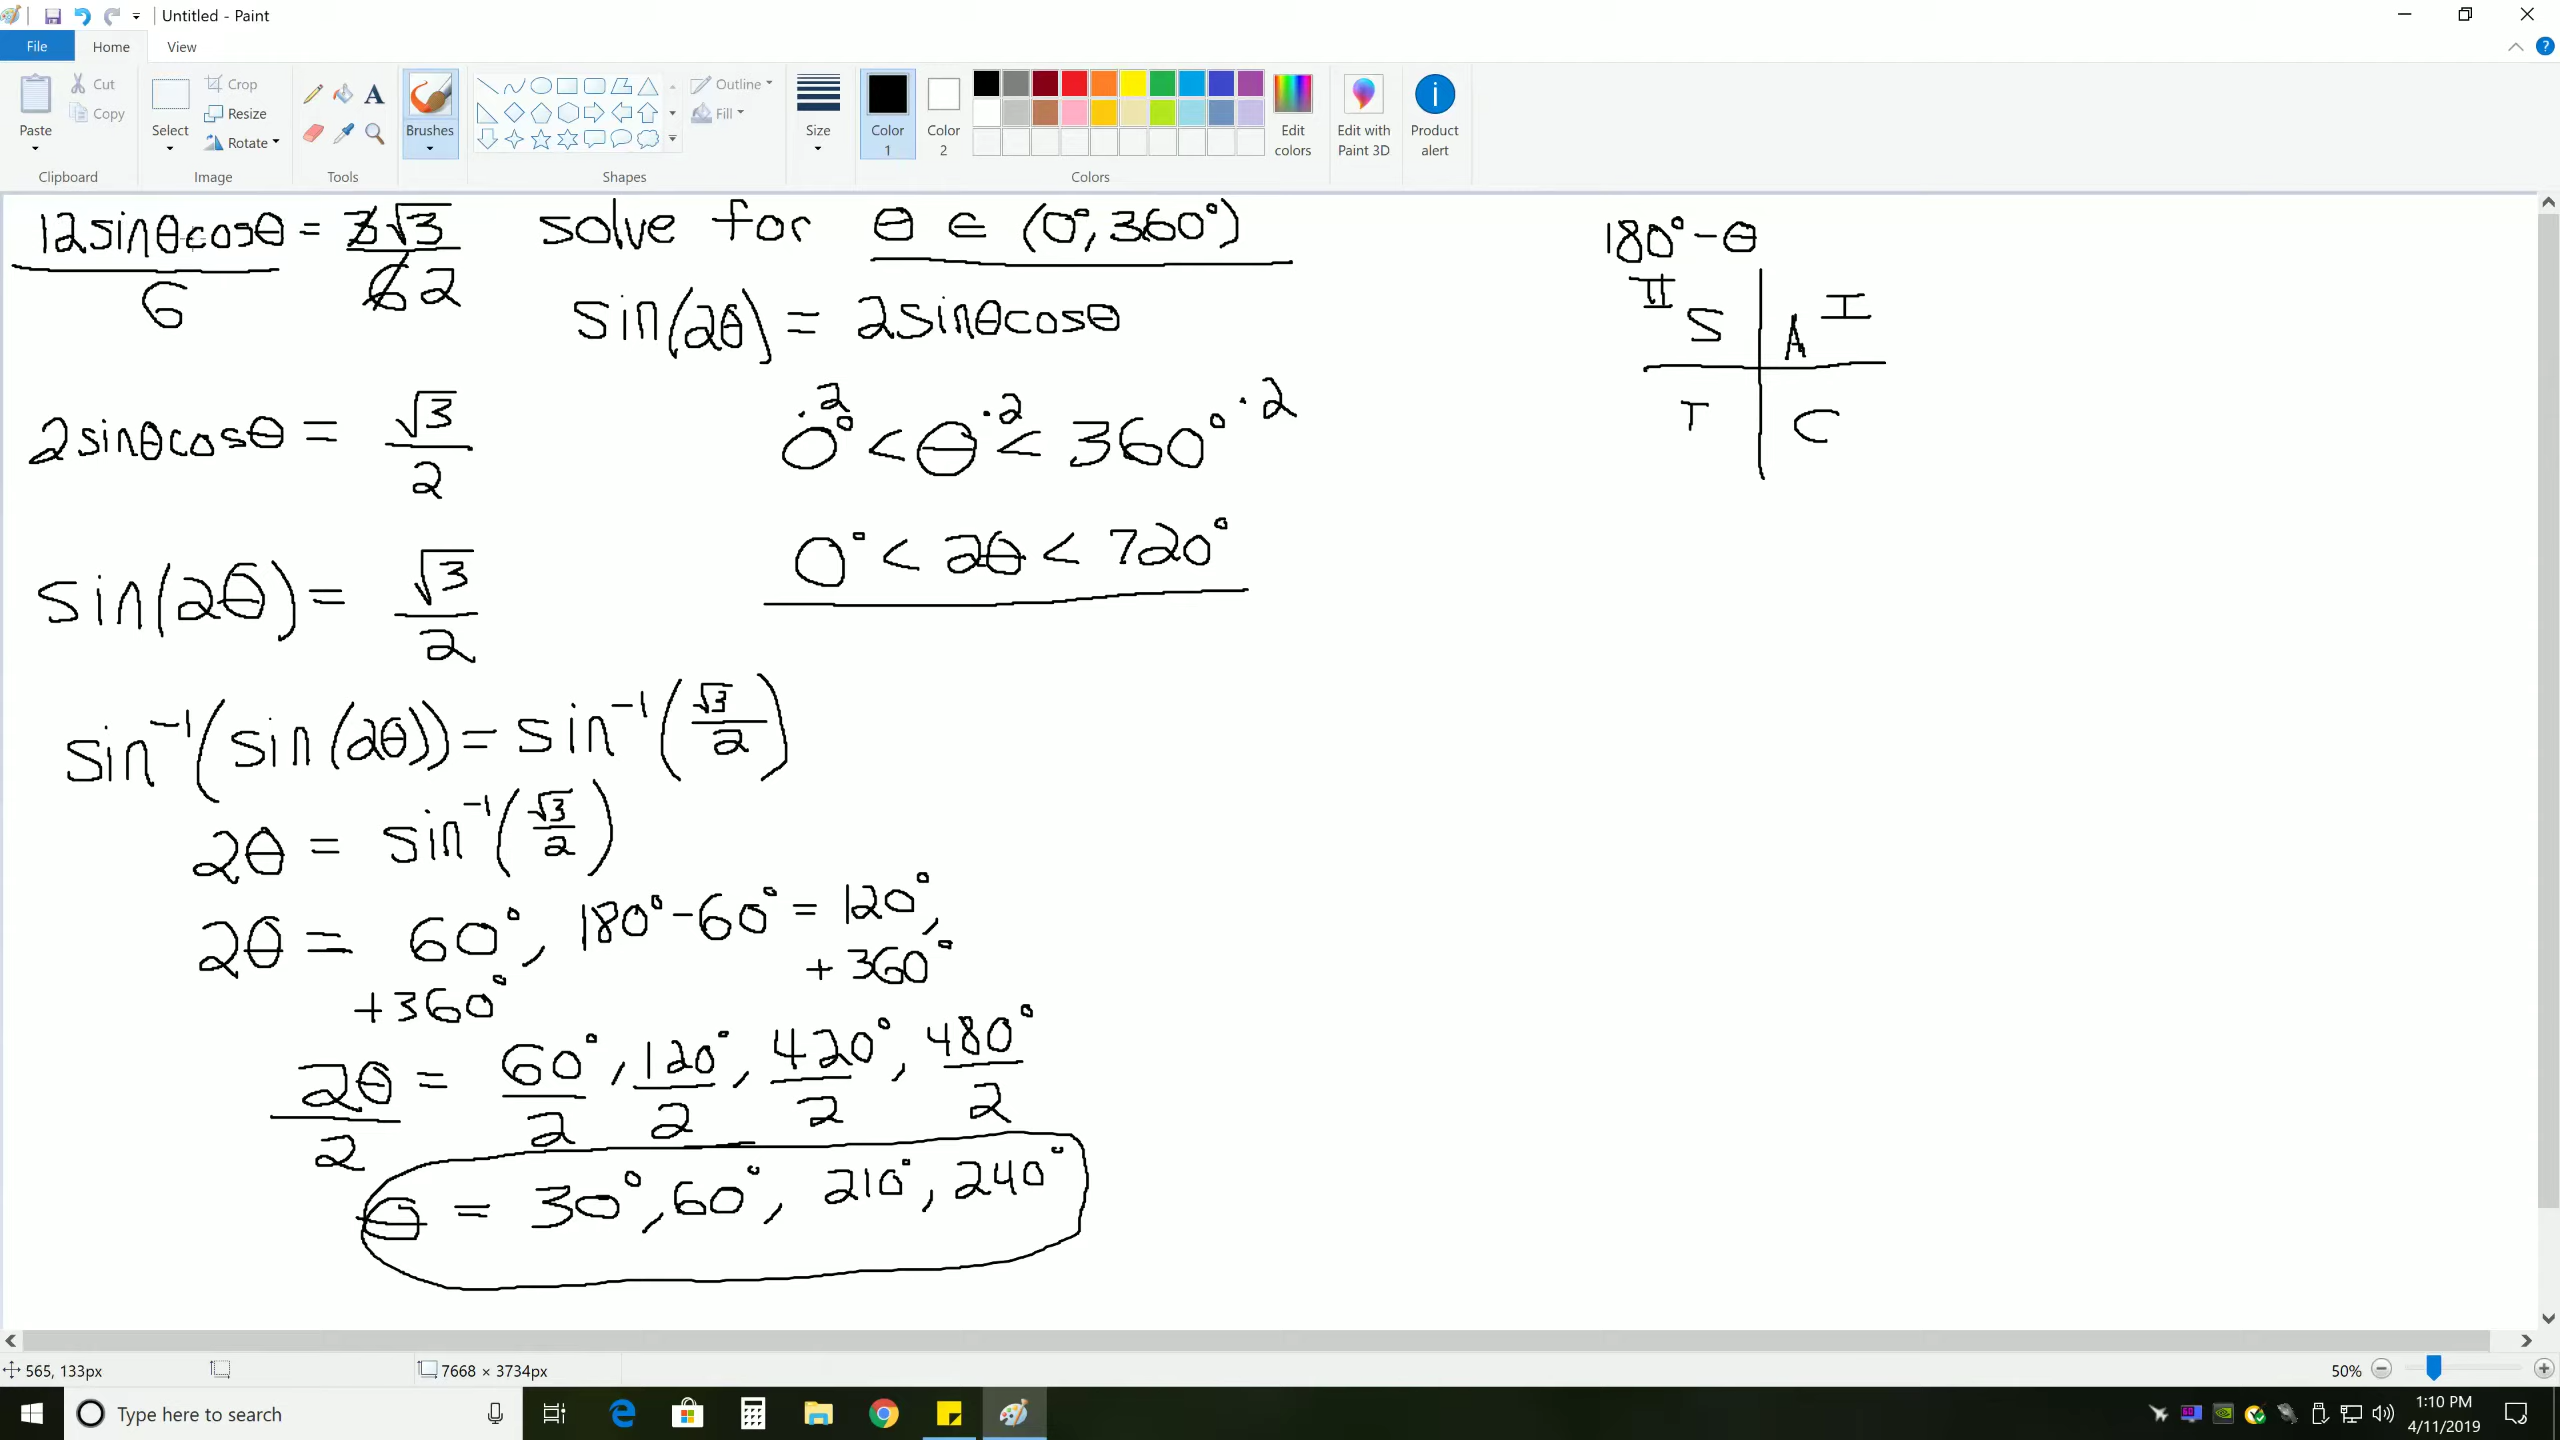 Untitled - Paint
File Home View
Paste Cut Copy Clipboard
Select Crop Resize Rotate Image
Tools
Brushes
Shapes Outline Fill
Size
Color 1 Color 2 Edit colors Colors
Edit with Paint 3D
Product alert
12sinθcosθ = 3√3 solve for θ ∈ (0°, 360°)
6 6 2
sin(2θ) = 2sinθcosθ
2sinθcosθ = √3/2
0°·2 < θ·2 < 360°·2
0° < 2θ < 720°
sin(2θ) = √3/2
sin⁻¹(sin(2θ)) = sin⁻¹(√3/2)
2θ = sin⁻¹(√3/2)
2θ = 60°, 180° - 60° = 120°,
+360° +360°
2θ/2 = 60°/2, 120°/2, 420°/2, 480°/2
θ = 30°, 60°, 210°, 240°
180° - θ
II S A I
T C
565, 133px 7668 × 3734px 50%
Type here to search
1:10 PM
4/11/2019